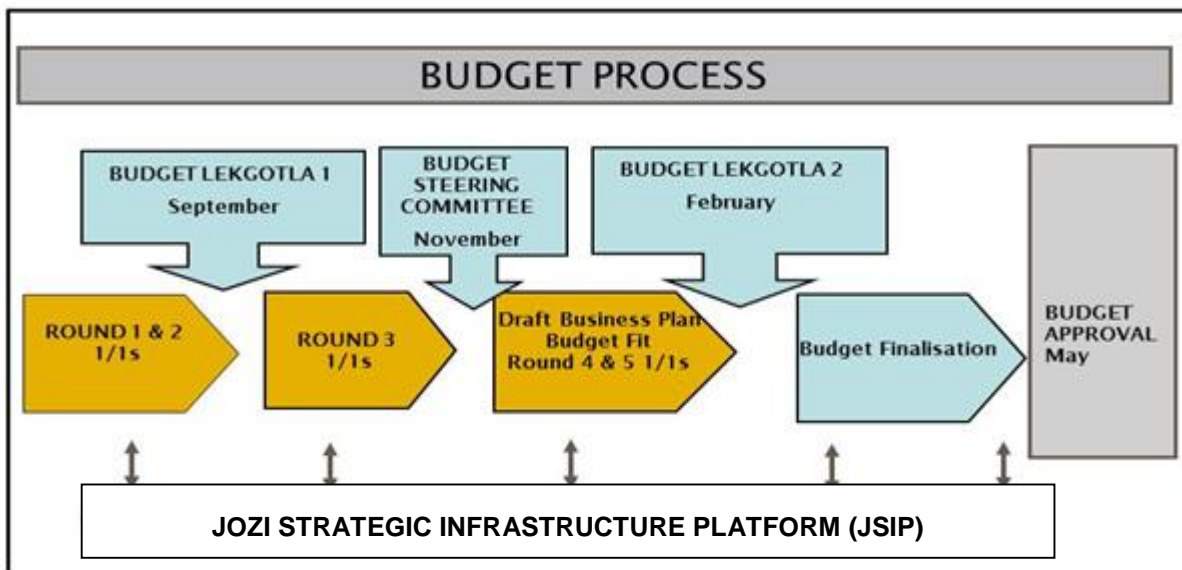 BUDGET PROCESS
BUDGET LEKGOTLA 1
September
BUDGET
STEERING
COMMITTEE
November
BUDGET LEKGOTLA 2
February
ROUND 1 & 2
1/1s
ROUND 3
1/1s
Draft Business Plan
Budget Fit
Round 4 & 5 1/1s
Budget Finalisation
BUDGET
APPROVAL
May
JOZI STRATEGIC INFRASTRUCTURE PLATFORM (JSIP)